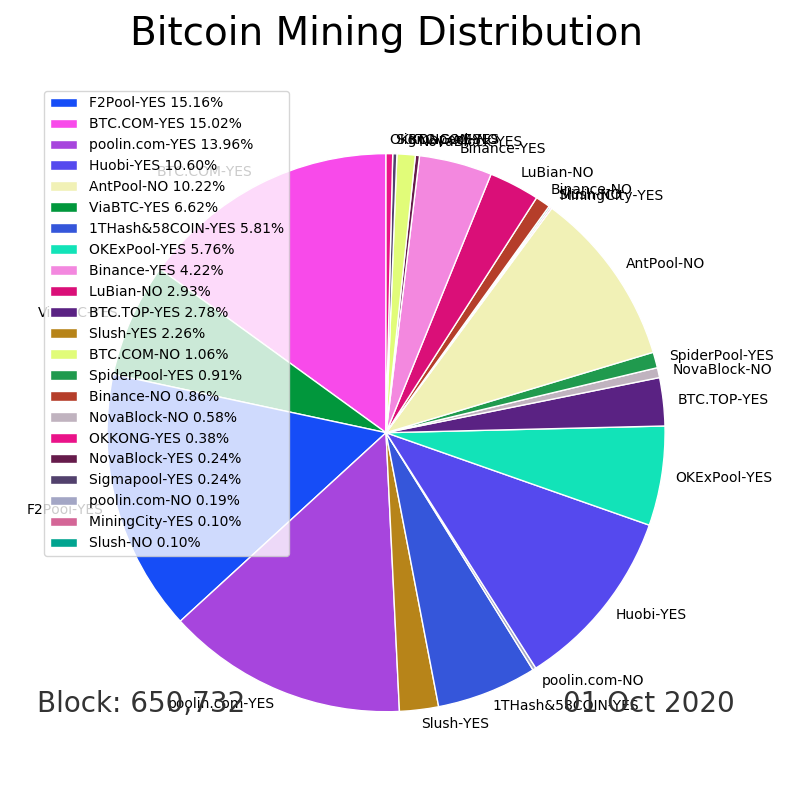 Bitcoin Mining Distribution
F2Pool-YES 15.16%
BTC.COM-YES 15.02%
poolin.com-YES 13.96%
Huobi-YES 10.60%
AntPool-NO 10.22%
ViaBTC-YES 6.62%
1THash&58COIN-YES 5.81%
OKExPool-YES 5.76%
Binance-YES 4.22%
LuBian-NO 2.93%
BTC.TOP-YES 2.78%
Slush-YES 2.26%
BTC.COM-NO 1.06%
SpiderPool-YES 0.91%
Binance-NO 0.86%
NovaBlock-NO 0.58%
OKKONG-YES 0.38%
NovaBlock-YES 0.24%
Sigmapool-YES 0.24%
poolin.com-NO 0.19%
MiningCity-YES 0.10%
Slush-NO 0.10%
BTC.COM-YES
F2Pool-YES
Binance-YES
LuBian-NO
Binance-NO
Slush-NO
MiningCity-YES
AntPool-NO
SpiderPool-YES
NovaBlock-NO
BTC.TOP-YES
OKExPool-YES
Huobi-YES
poolin.com-NO
1THash&58COIN-YES
Slush-YES
poolin.com-YES
Block: 650,732
01 Oct 2020